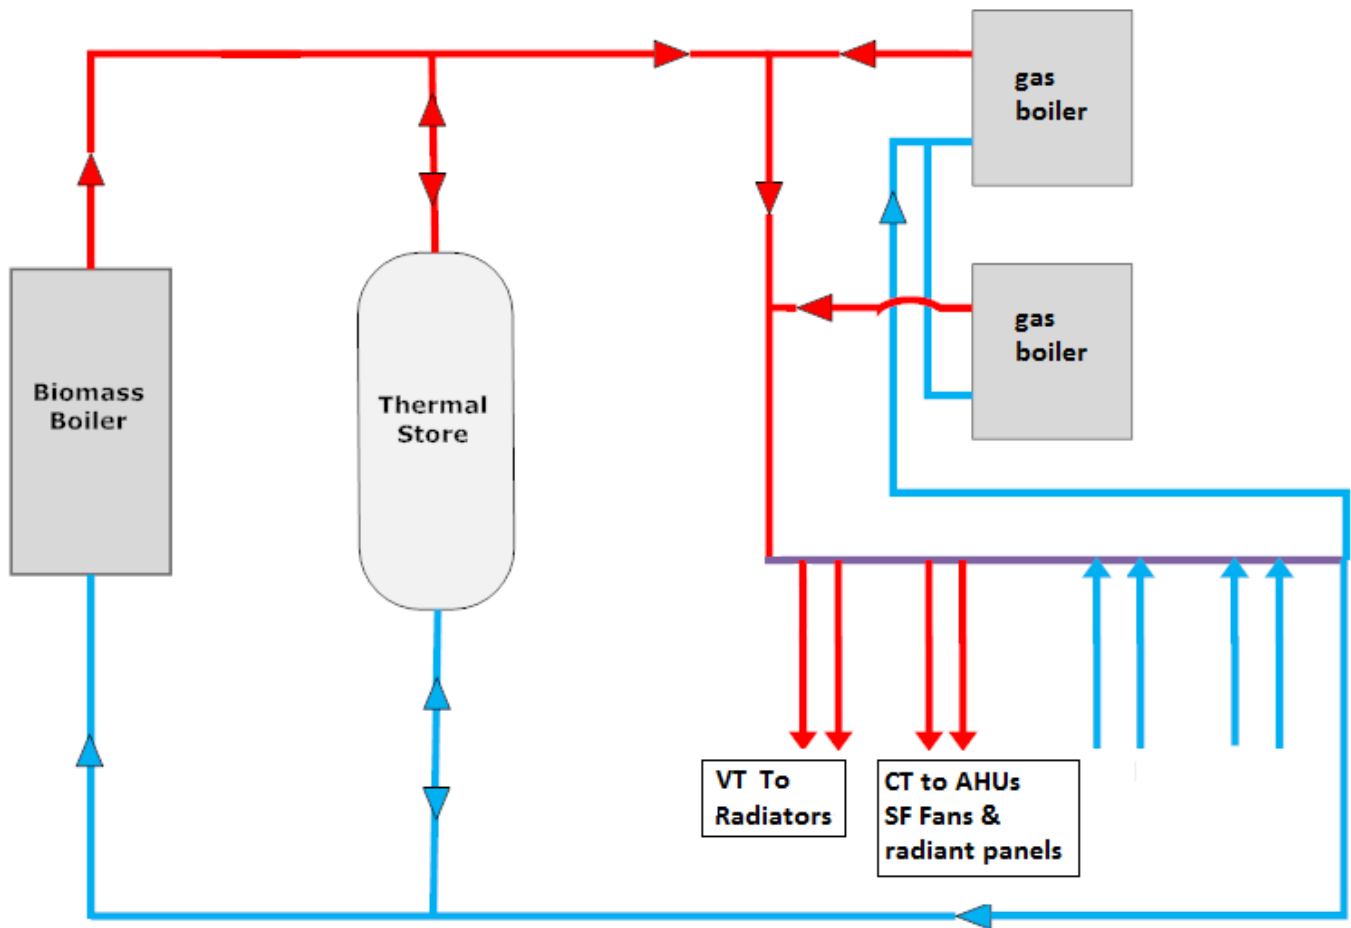 gas
boiler
gas
boiler
Biomass
Boiler
Thermal
Store
VT To
Radiators
CT to AHUs
SF Fans &
radiant panels